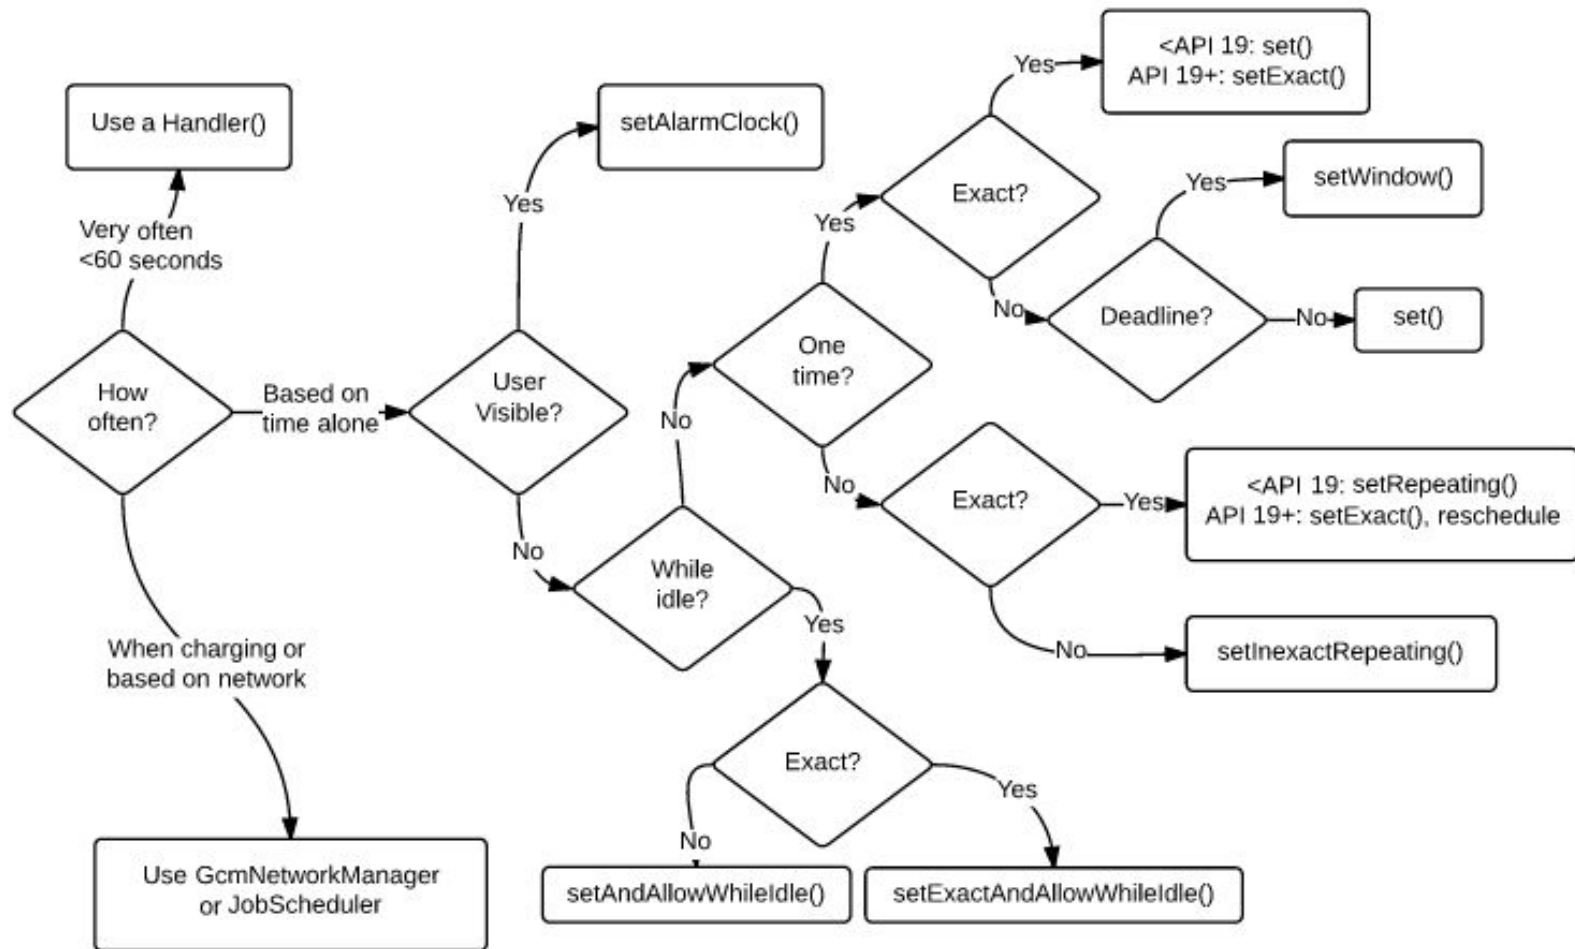 <API 19: set()
API 19+: setExact()
Yes
Use a Handler()
setAlarmClock()
Yes
setWindow()
Exact?
Yes
Yes
Yes
Very often
<60 seconds
No
Deadline?
No
set()
How
often?
Based on
time alone
User
Visible?
One
time?
No
No
Exact?
Yes
<API 19: setRepeating()
API 19+: setExact(), reschedule
No
While
idle?
Yes
No
setInexactRepeating()
When charging or
based on network
Exact?
Yes
No
Use GcmNetworkManager
or JobScheduler
setAndAllowWhileIdle()
setExactAndAllowWhileIdle()